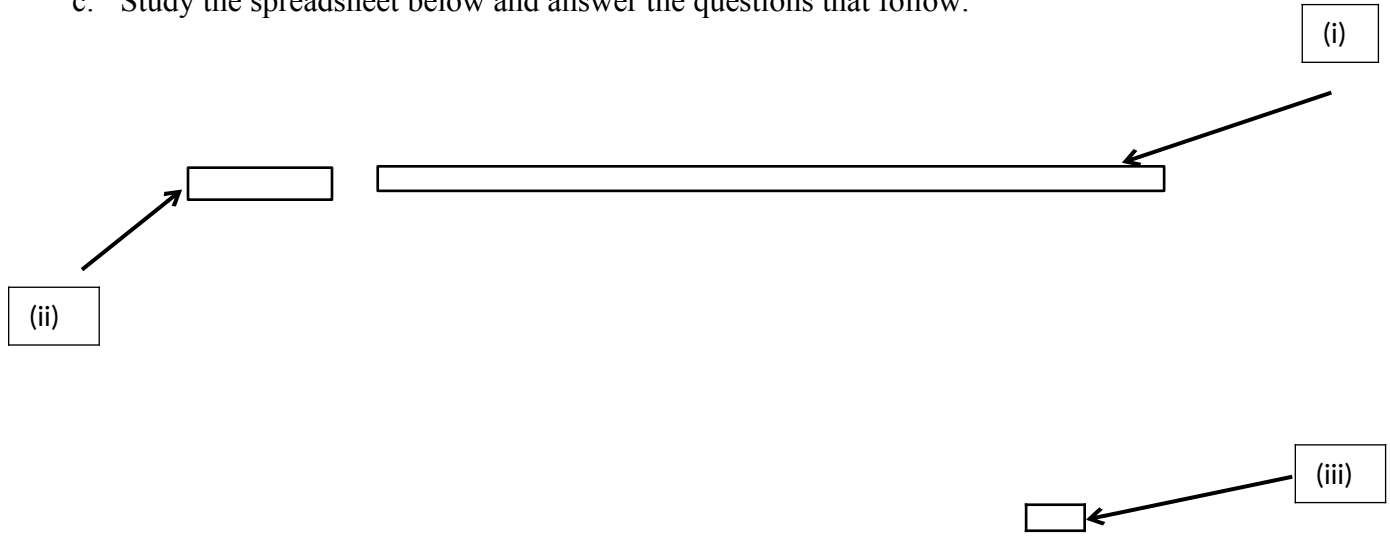 c. Study the spreadsheet below and answer the questions that follow.
(i)
(ii)
(iii)